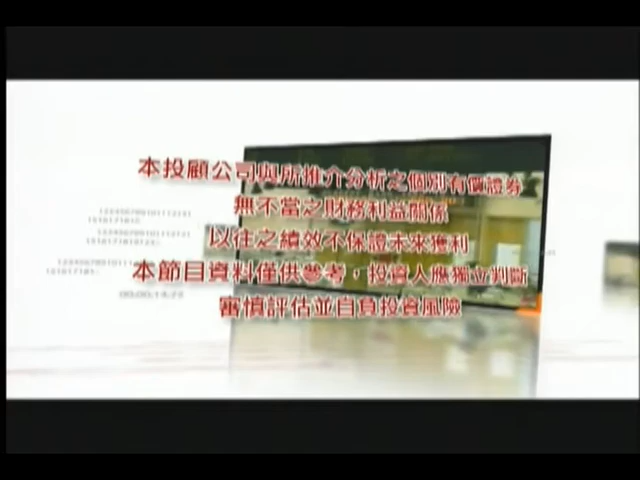 本投顧公司與所推介分析之個別有價證券
無不當之財務利益關係
以往之績效不保證未來獲利
本節目資料僅供參考，投資人應獨立判斷
審慎評估並自負投資風險